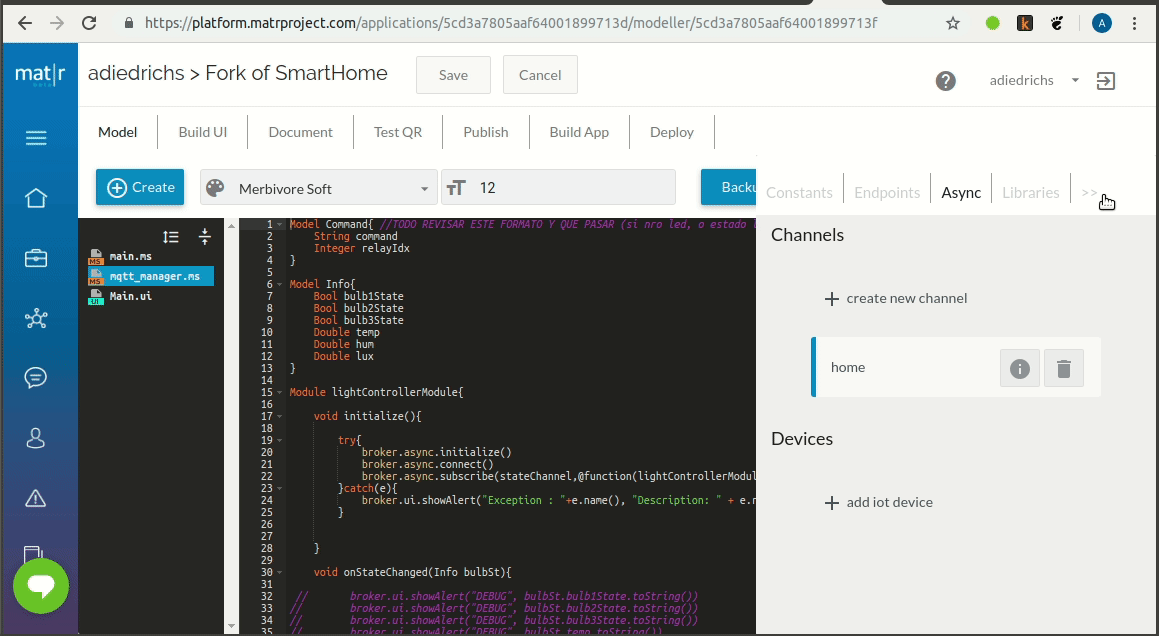 https://platform.matrproject.com/applications/5cd3a7805aaf64001899713d/modeller/5cd3a7805aaf64001899713f
k
A
mat|r
adiedrichs > Fork of SmartHome
Save
Cancel
?
adiedrichs
Model
Build UI
Document
Test QR
Publish
Build App
Deploy
Create
Merbivore Soft
12
Backu
Constants
Endpoints
Async
Libraries
>>
main.ms
mqtt_manager.ms
Main.ui
1 Model Command{ //TODO REVISAR ESTE FORMATO Y QUE PASAR (si nro led, o estado
2 String command
3 Integer relayIdx
4 }
5
6 Model Info{
7 Bool bulb1State
8 Bool bulb2State
9 Bool bulb3State
10 Double temp
11 Double hum
12 Double lux
13 }
14
15 Module lightControllerModule{
16
17 void initialize(){
18
19 try{
20 broker.async.initialize()
21 broker.async.connect()
22 broker.async.subscribe(stateChannel,@function(lightControllerModul
23 }catch(e){
24 broker.ui.showAlert("Exception : "+e.name(), "Description: " + e.n
25 }
26
27
28 }
29
30 void onStateChanged(Info bulbSt){
31
32 // broker.ui.showAlert("DEBUG", bulbSt.bulb1State.toString())
33 // broker.ui.showAlert("DEBUG", bulbSt.bulb2State.toString())
34 // broker.ui.showAlert("DEBUG", bulbSt.bulb3State.toString())
35 // broker.ui.showAlert("DEBUG", bulbSt.temp.toString())
Channels
create new channel
home
Devices
add iot device